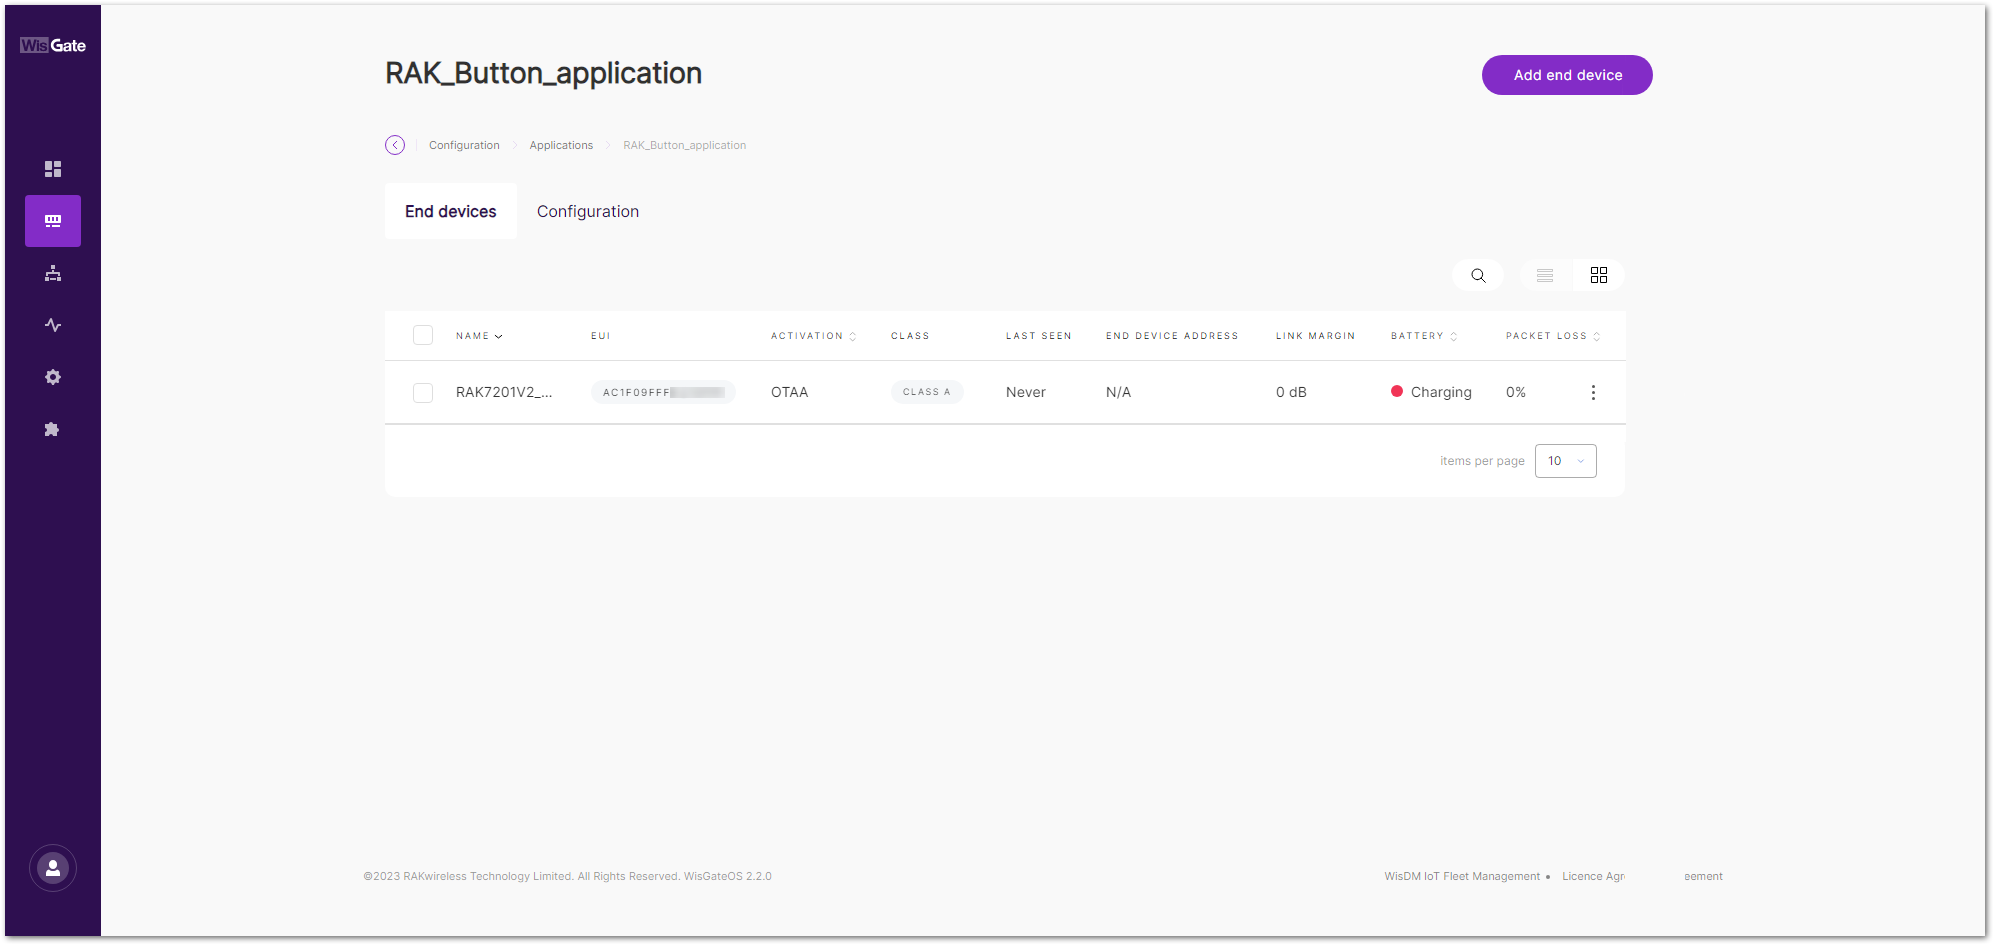 WisGate
RAK_Button_application
Add end device
Configuration
Applications
RAK_Button_application
End devices
Configuration
NAME
EUI
ACTIVATION
CLASS
LAST SEEN
END DEVICE ADDRESS
LINK MARGIN
BATTERY
PACKET LOSS
RAK7201V2_...
AC1F09FFF
OTAA
CLASS A
Never
N/A
0 dB
Charging
0%
items per page
10
©2023 RAKwireless Technology Limited. All Rights Reserved. WisGateOS 2.2.0
WisDM IoT Fleet Management • Licence Agr eement